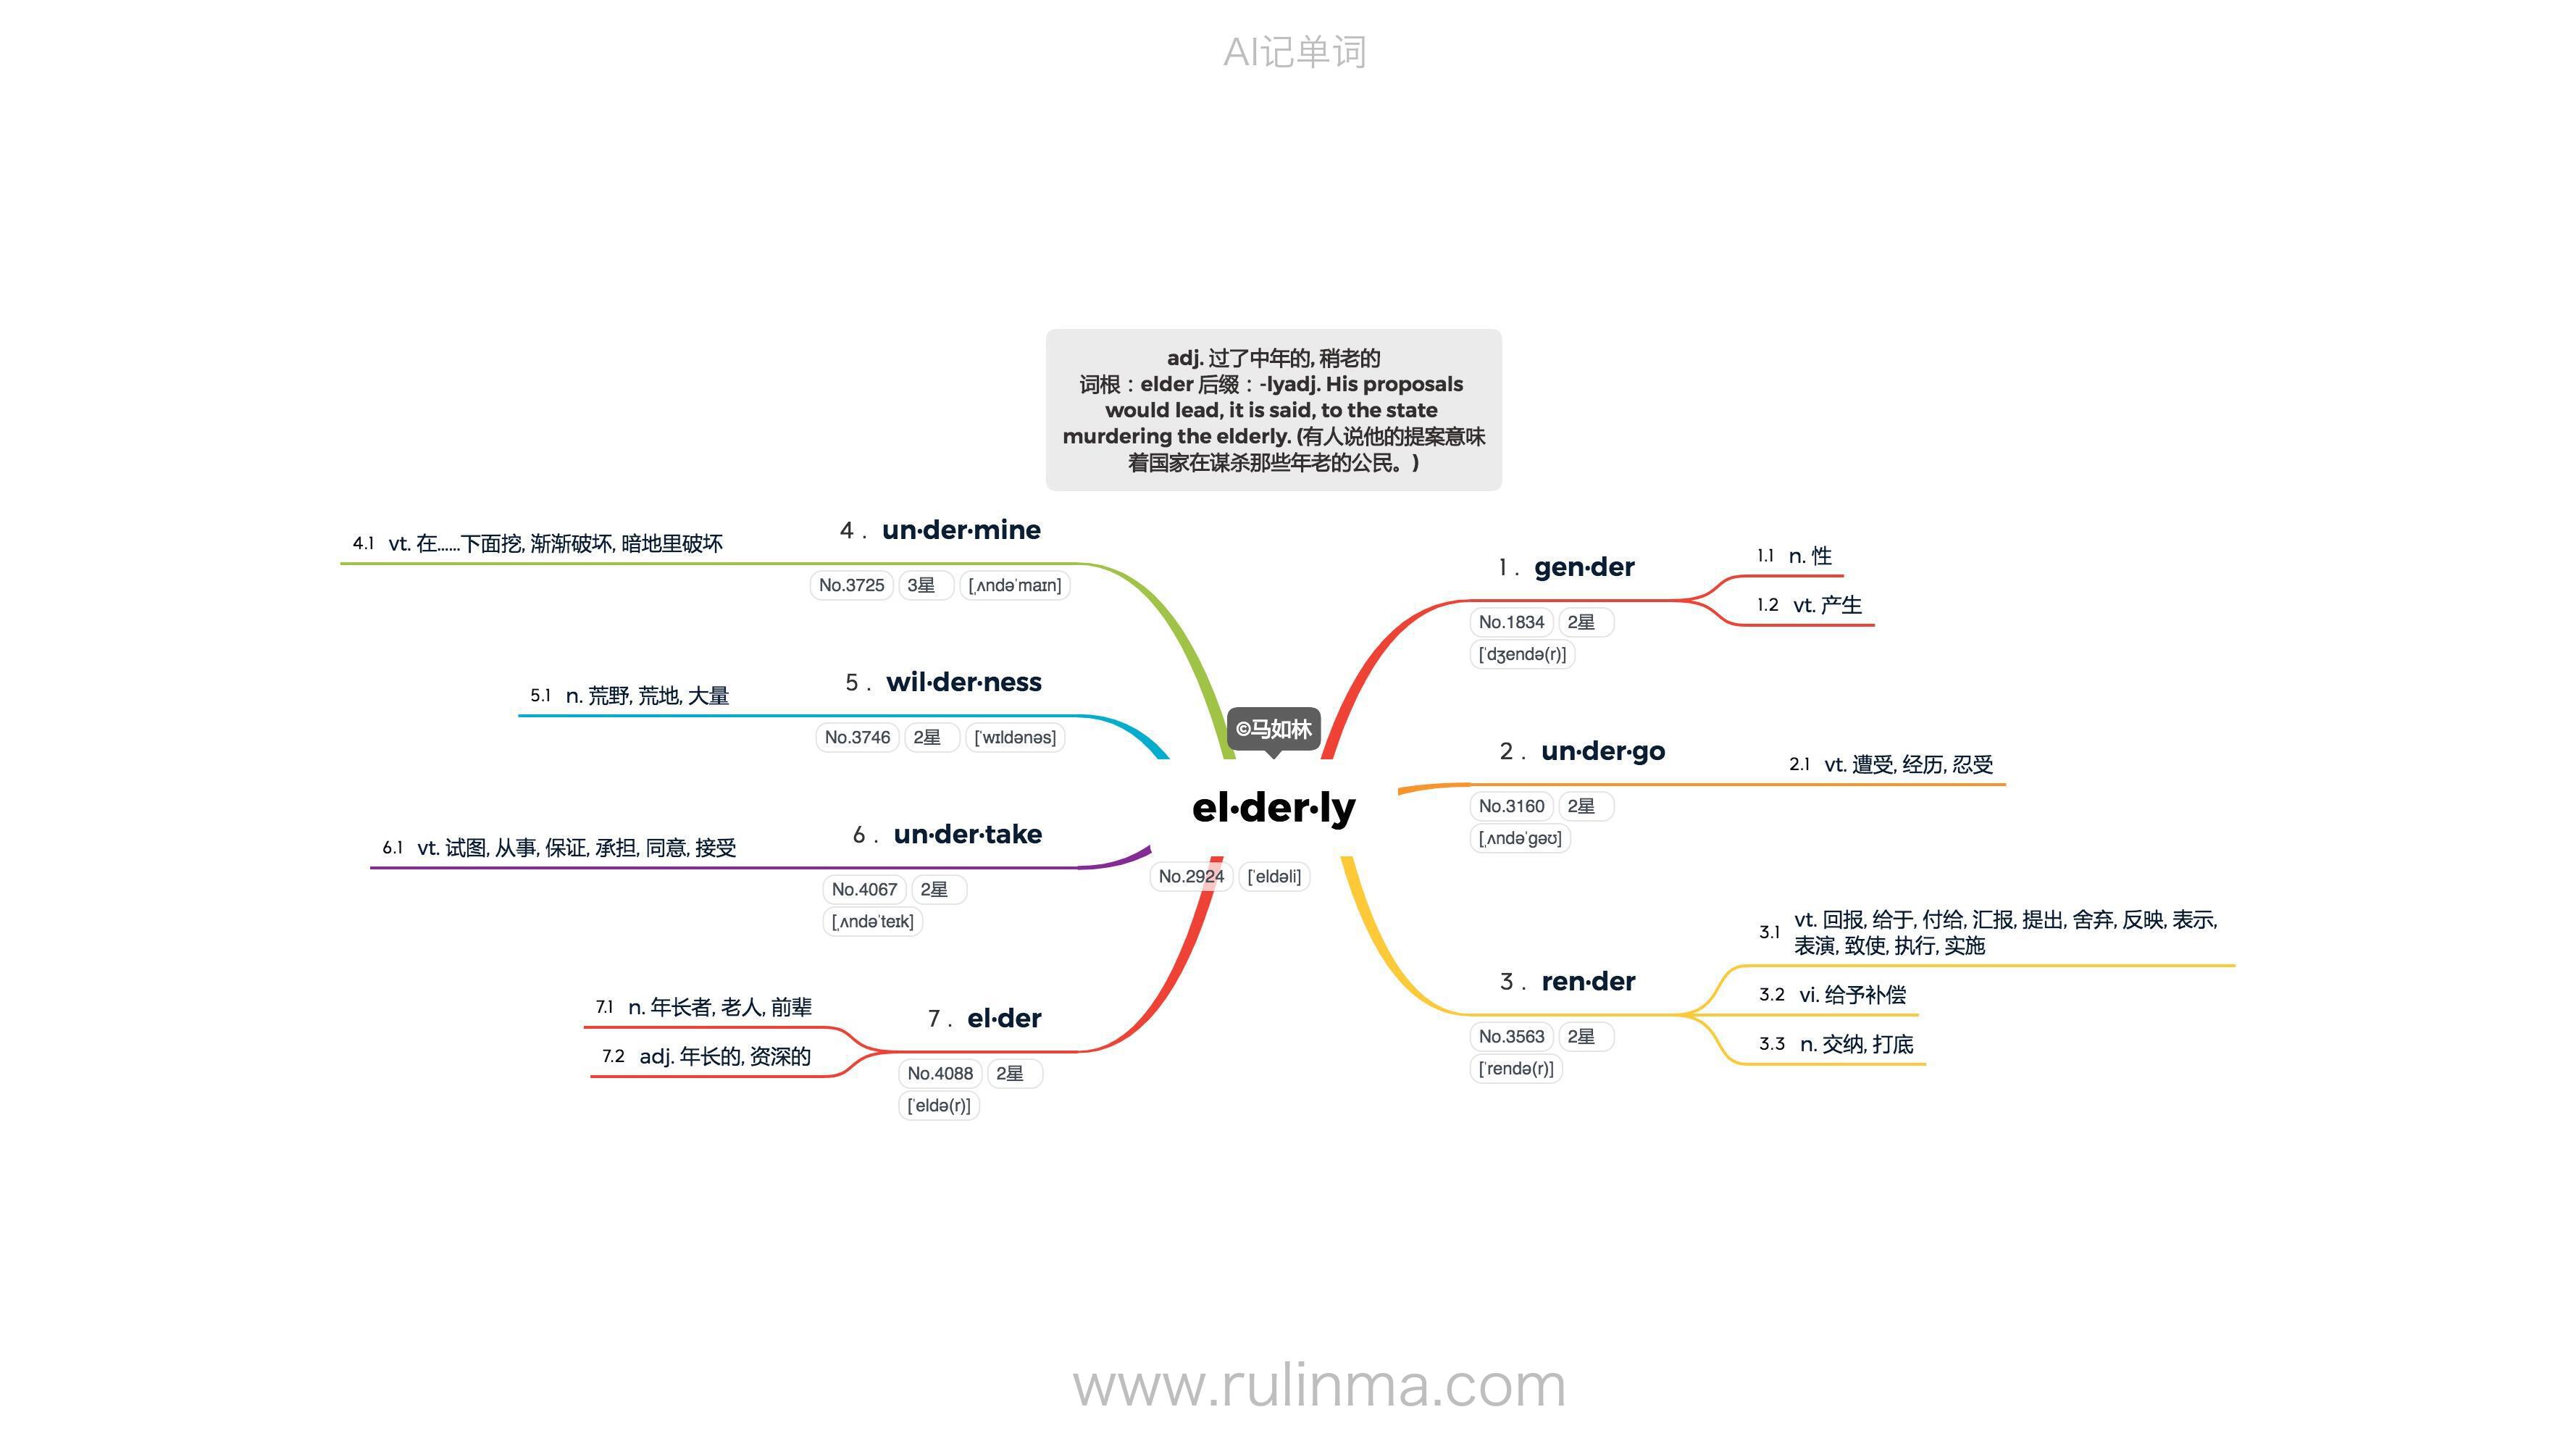 AI记单词
adj. 过了中年的, 稍老的
词根：elder 后缀：-lyadj. His proposals
would lead, it is said, to the state
murdering the elderly. (有人说他的提案意味
着国家在谋杀那些年老的公民。)
©马如林
el·der·ly
No.2924 [ˈeldəli]
1. gen·der
No.1834 2星
[ˈdʒendə(r)]
1.1 n. 性
1.2 vt. 产生
2. un·der·go
No.3160 2星
[ˌʌndəˈɡəʊ]
2.1 vt. 遭受, 经历, 忍受
3. ren·der
No.3563 2星
[ˈrendə(r)]
3.1 vt. 回报, 给于, 付给, 汇报, 提出, 舍弃, 反映, 表示,
表演, 致使, 执行, 实施
3.2 vi. 给予补偿
3.3 n. 交纳, 打底
4. un·der·mine
No.3725 3星 [ˌʌndəˈmaɪn]
4.1 vt. 在……下面挖, 渐渐破坏, 暗地里破坏
5. wil·der·ness
No.3746 2星 [ˈwɪldənəs]
5.1 n. 荒野, 荒地, 大量
6. un·der·take
No.4067 2星
[ˌʌndəˈteɪk]
6.1 vt. 试图, 从事, 保证, 承担, 同意, 接受
7. el·der
No.4088 2星
[ˈeldə(r)]
7.1 n. 年长者, 老人, 前辈
7.2 adj. 年长的, 资深的
www.rulinma.com